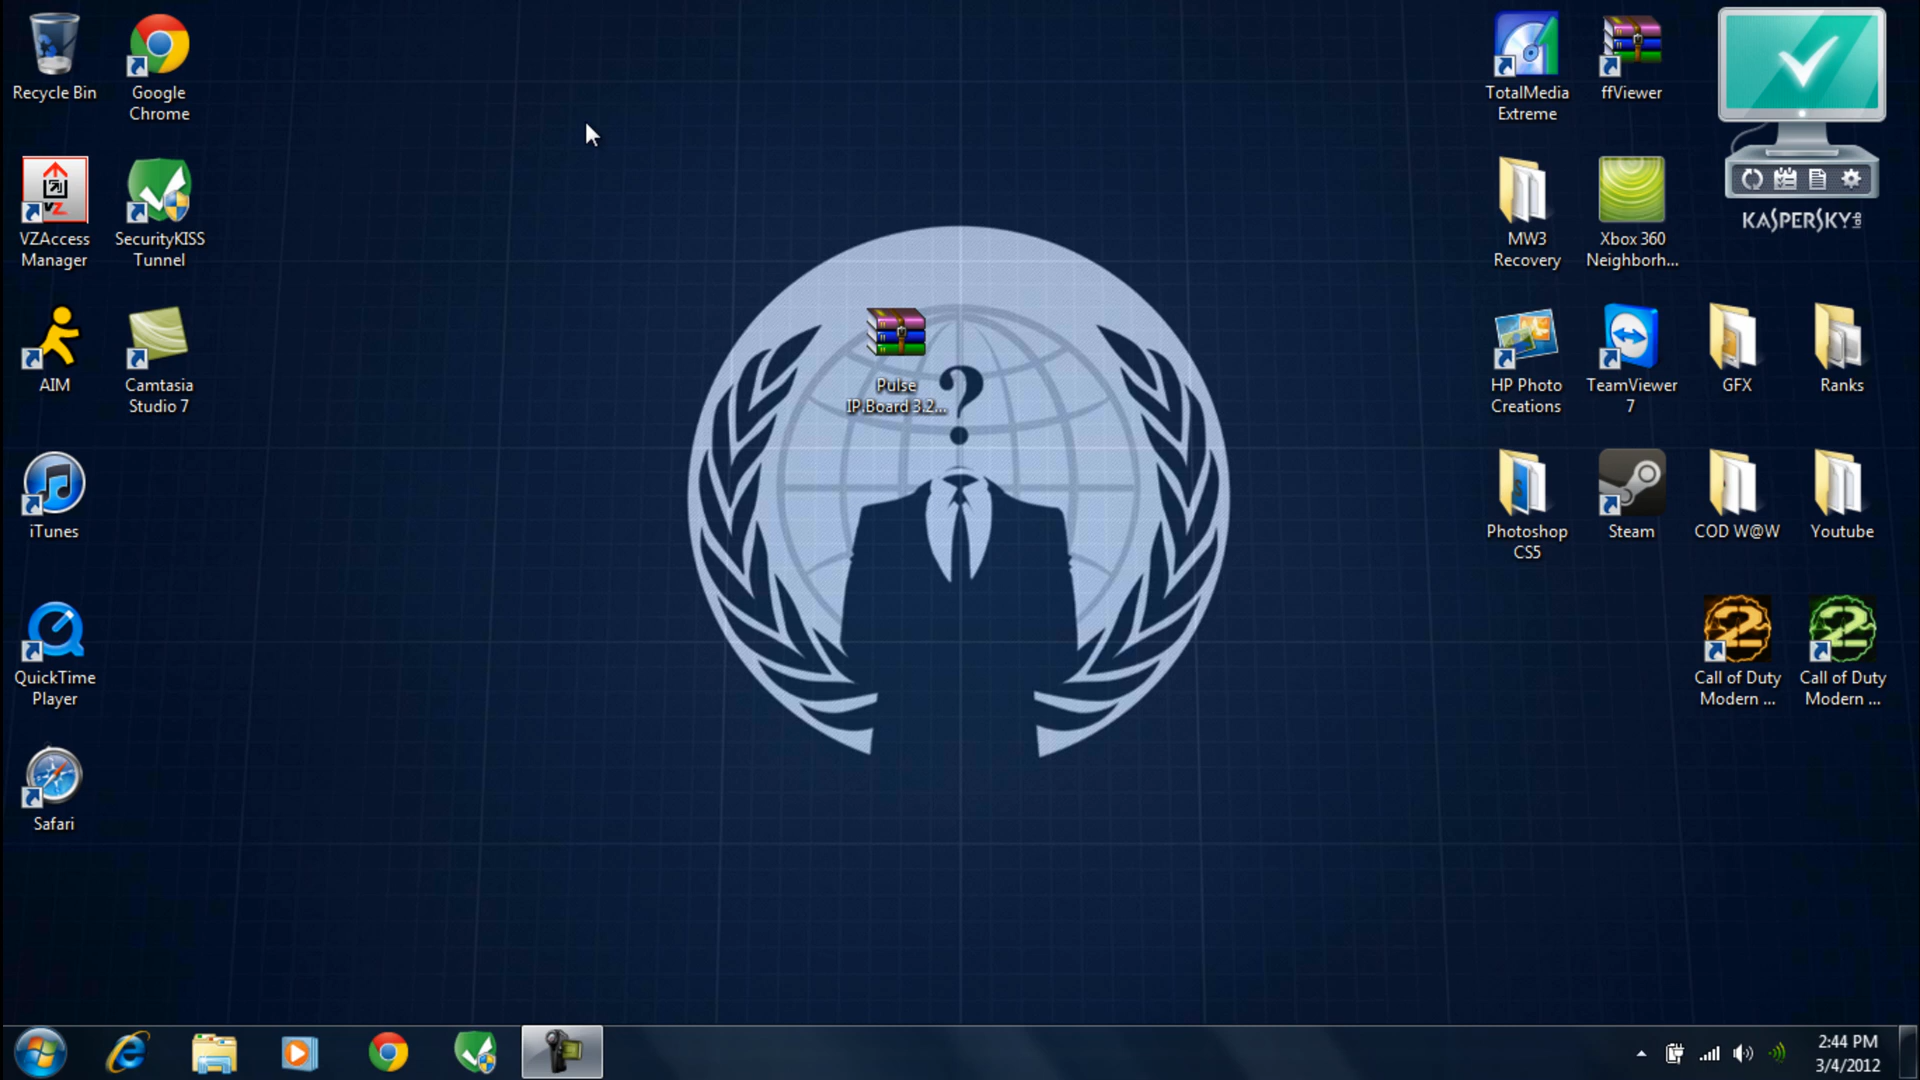 Recycle Bin
Google
Chrome
VZAccess
Manager
SecurityKISS
Tunnel
AIM
Camtasia
Studio 7
iTunes
QuickTime
Player
Safari
Pulse
IP.Board 3.2...
?
TotalMedia
Extreme
ffViewer
KASPERSKY lab
MW3
Recovery
Xbox 360
Neighborh...
HP Photo
Creations
TeamViewer
7
GFX
Ranks
Photoshop
CS5
Steam
COD W@W
Youtube
Call of Duty
Modern ...
Call of Duty
Modern ...
2:44 PM
3/4/2012